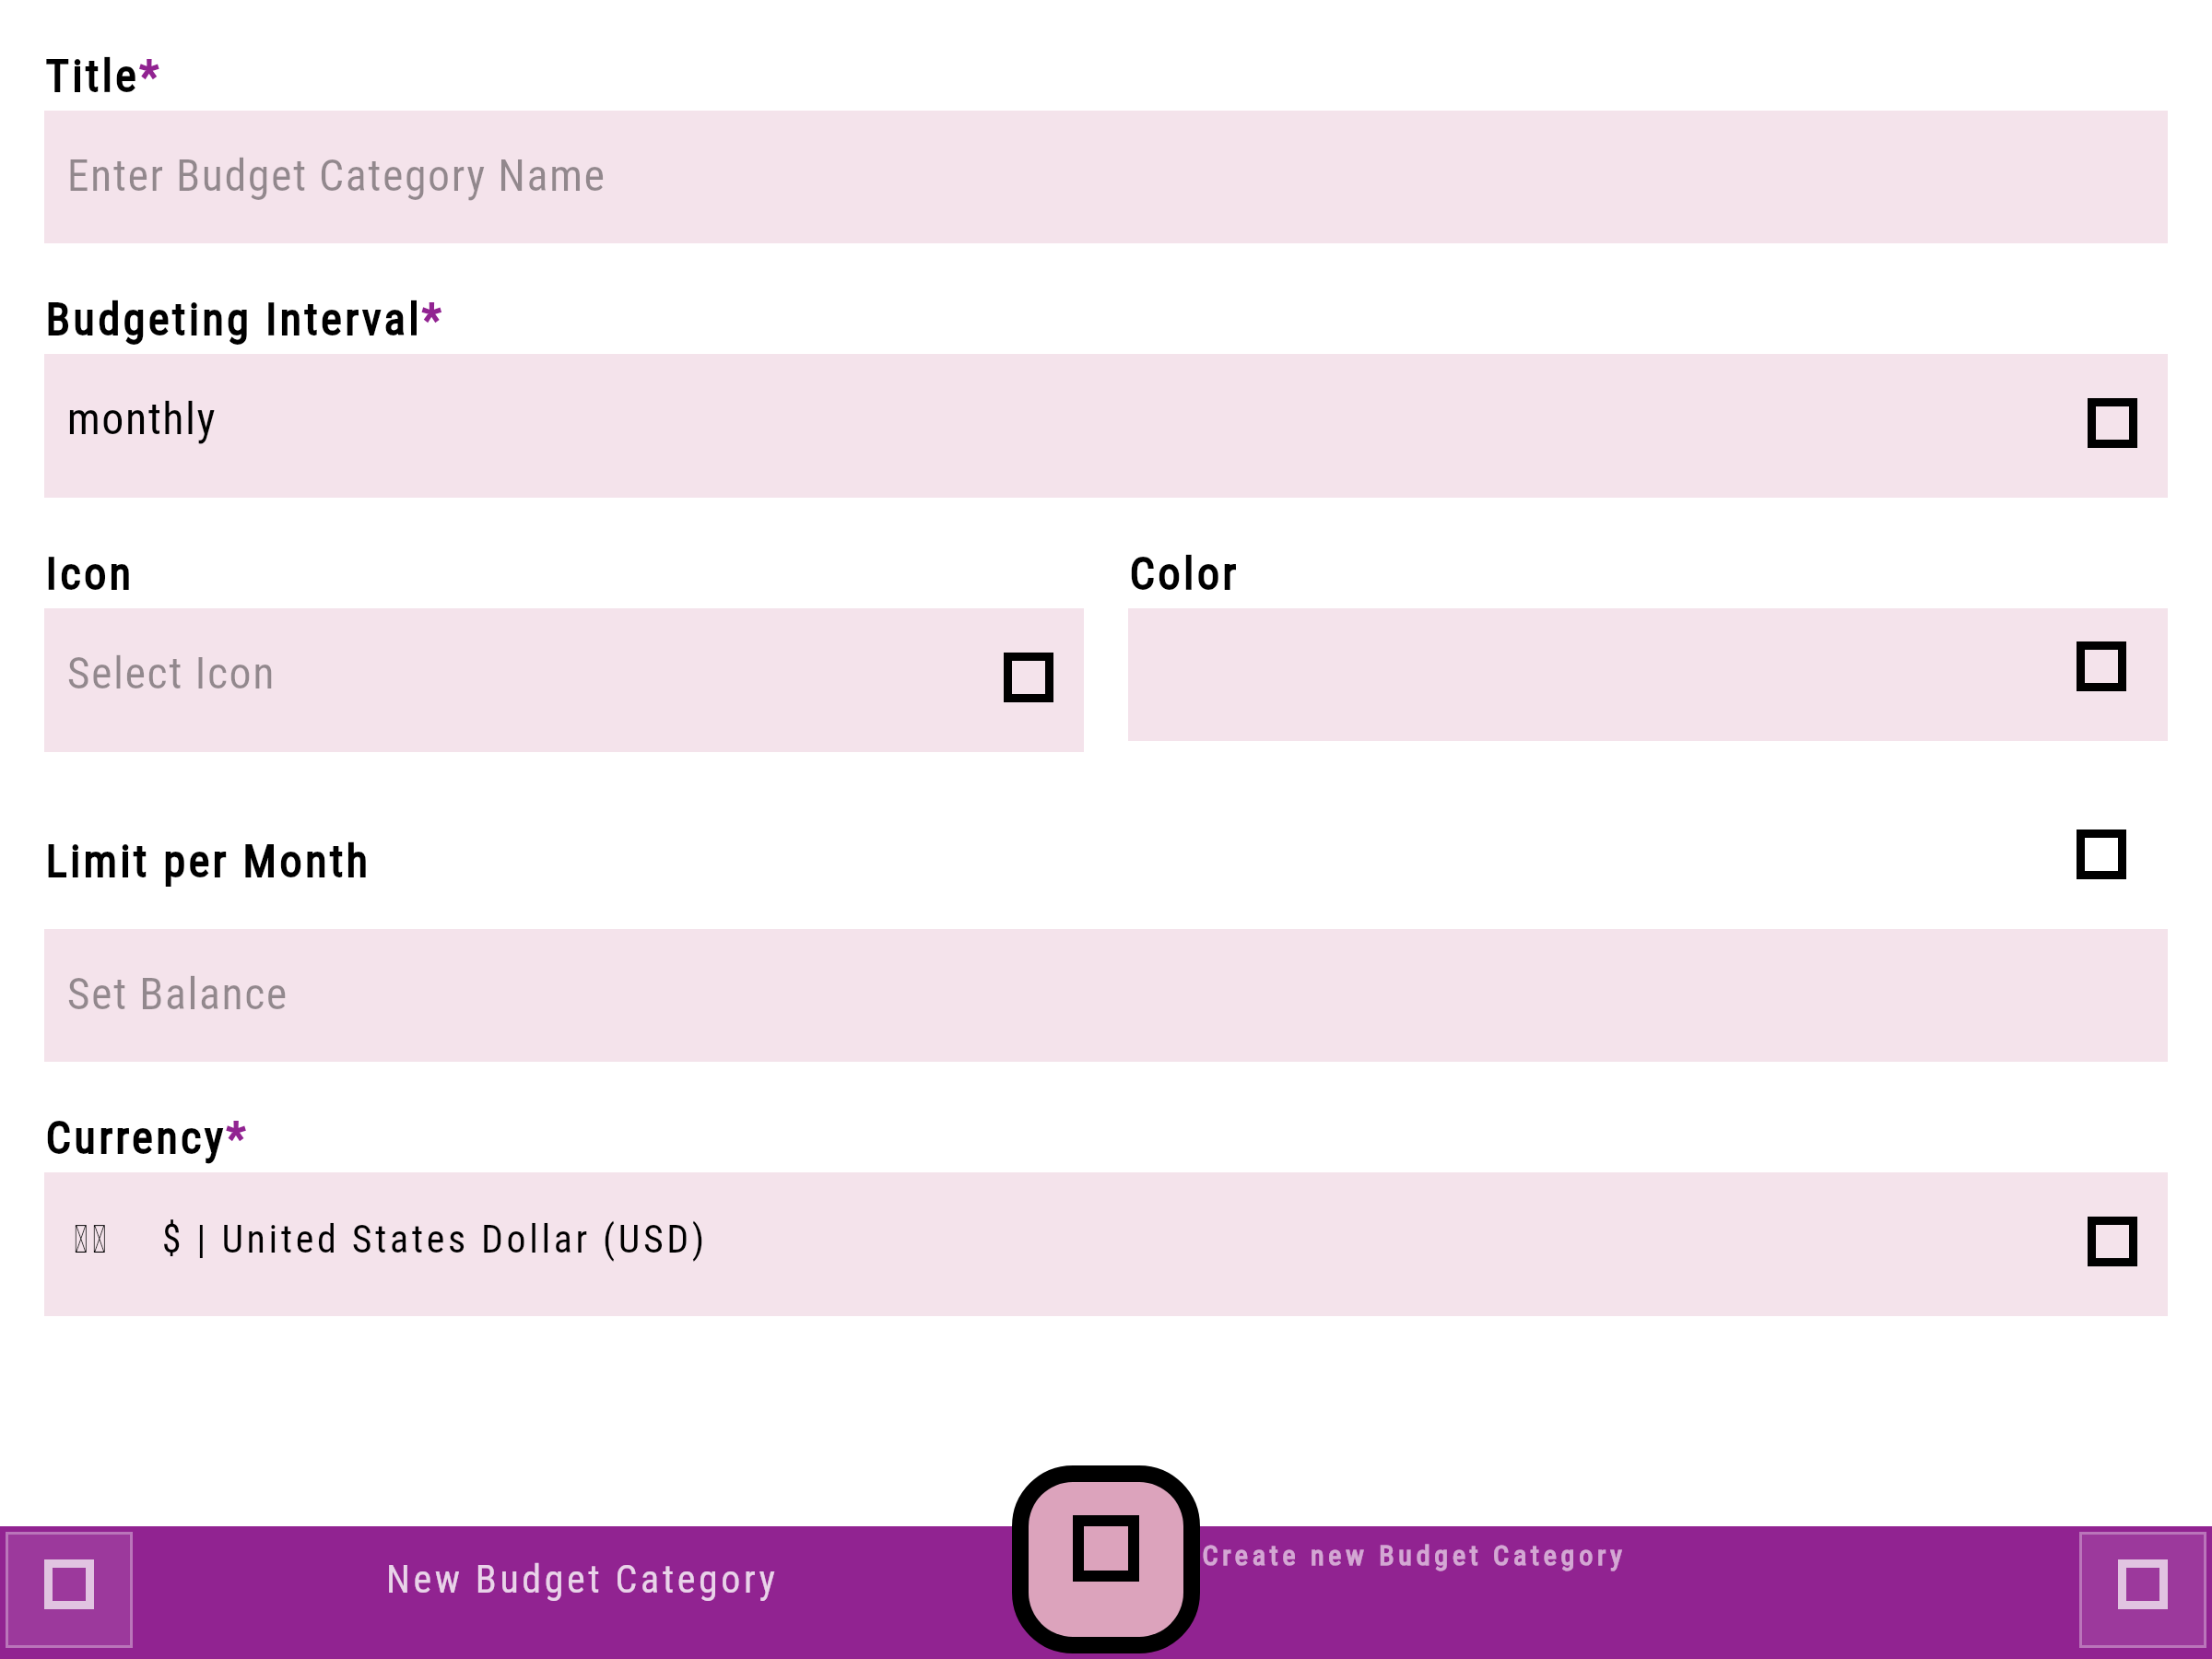 Title*
Enter Budget Category Name
Budgeting Interval*
monthly
Icon
Color
Select Icon
Limit per Month
Set Balance
Currency*
$ | United States Dollar (USD)
New Budget Category
Create new Budget Category